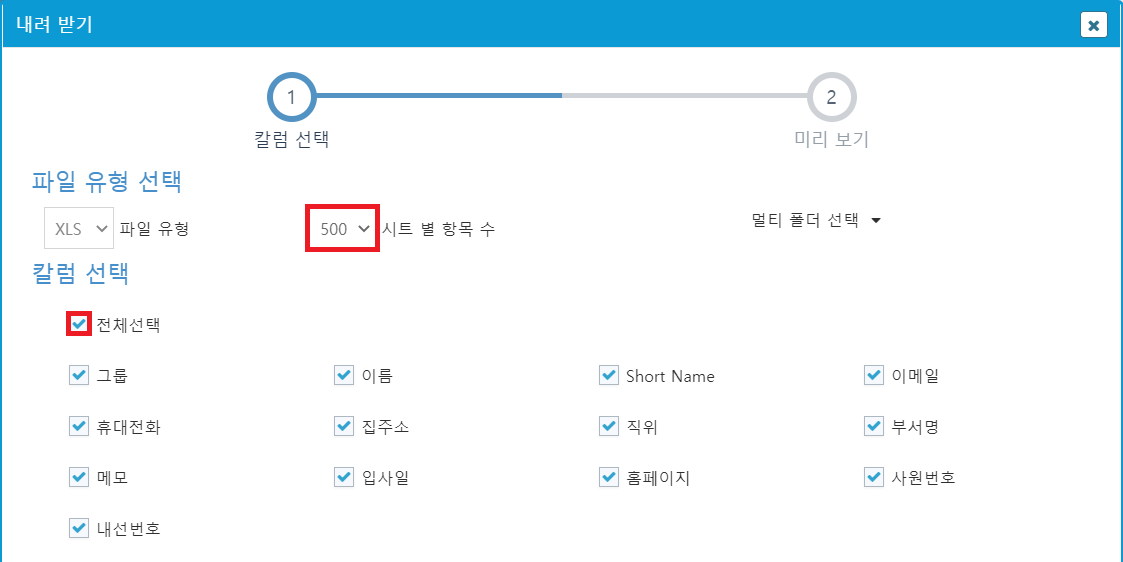 내려 받기
1
2
칼럼 선택
미리 보기
파일 유형 선택
XLS 파일 유형
500 시트 별 항목 수
멀티 폴더 선택
칼럼 선택
전체선택
그룹
이름
Short Name
이메일
휴대전화
집주소
직위
부서명
메모
입사일
홈페이지
사원번호
내선번호